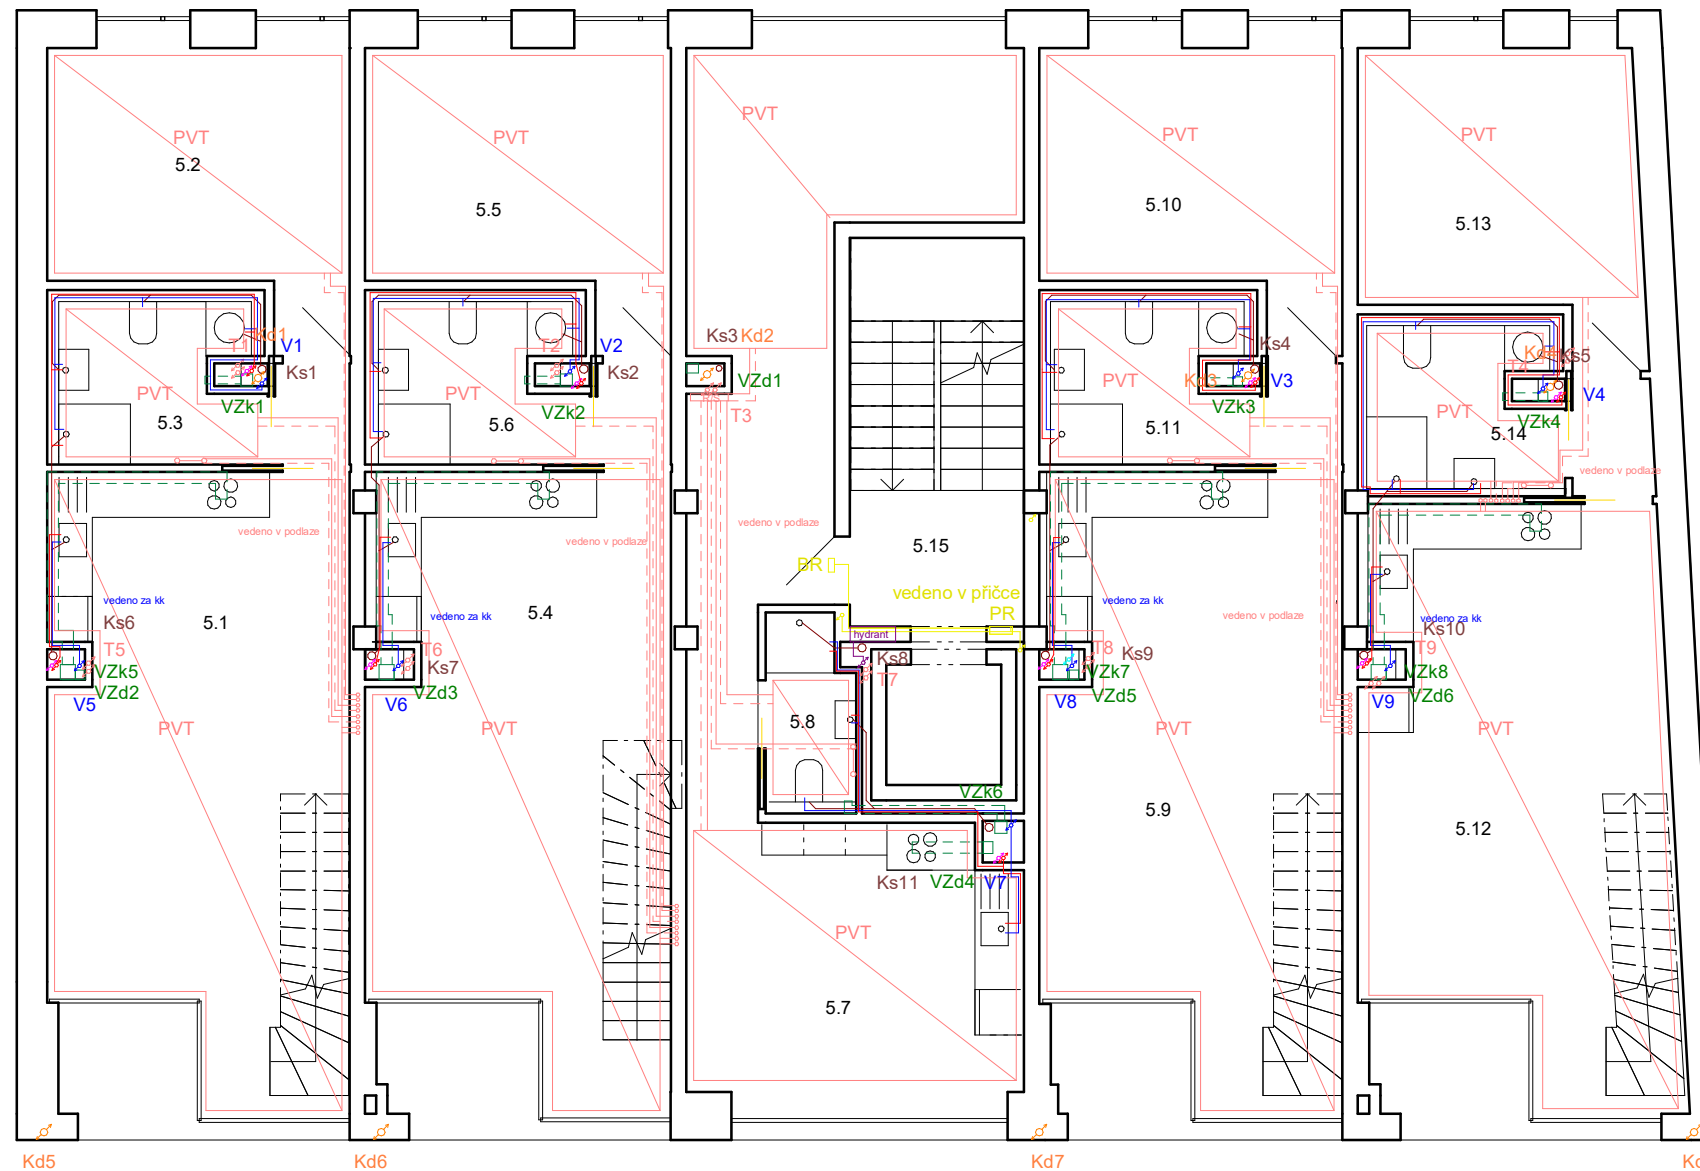 PVT
PVT
PVT
PVT
PVT
5.2
5.5
5.10
5.13
Kd1
V1
T1
Ks1
VZk1
PVT
5.3
T2
V2
Ks2
VZk2
PVT
5.6
Ks3
Kd2
VZd1
T3
Ks4
Kd3
V3
VZk3
PVT
5.11
Ks5
T4
V4
VZk4
PVT
5.14
vedeno v podlaze
vedeno v podlaze
vedeno v podlaze
vedeno v podlaze
vedeno v podlaze
5.15
BR
vedeno v příčce
PR
hydrant
vedeno za kk
vedeno za kk
vedeno za kk
vedeno za kk
5.1
5.4
Ks6
T5
VZk5
VZd2
V5
T6
Ks7
VZd3
V6
Ks8
T7
5.8
T8
Ks9
VZk7
VZd5
V8
Ks10
T9
VZk8
VZd6
V9
PVT
PVT
PVT
PVT
VZk6
5.9
5.12
Ks11
VZd4
V7
PVT
5.7
Kd5
Kd6
Kd7